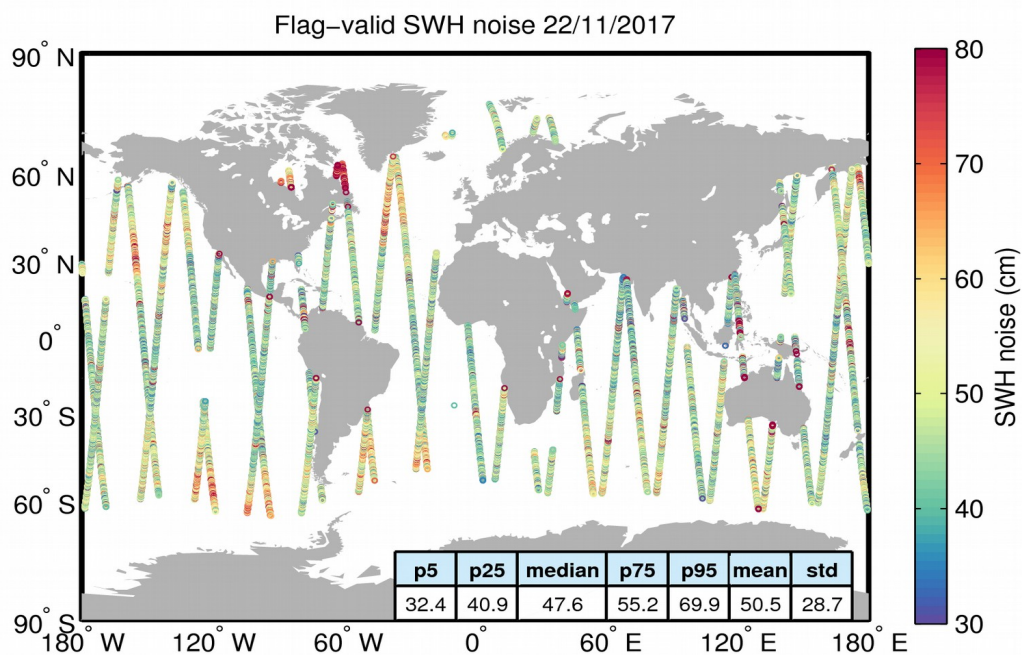 Flag−valid SWH noise 22/11/2017
90° N
60° N
30° N
0°
30° S
60° S
90° S
180° W 120° W 60° W 0° 60° E 120° E 180° E
p5 p25 median p75 p95 mean std
32.4 40.9 47.6 55.2 69.9 50.5 28.7
80
70
60
50
40
30
SWH noise (cm)